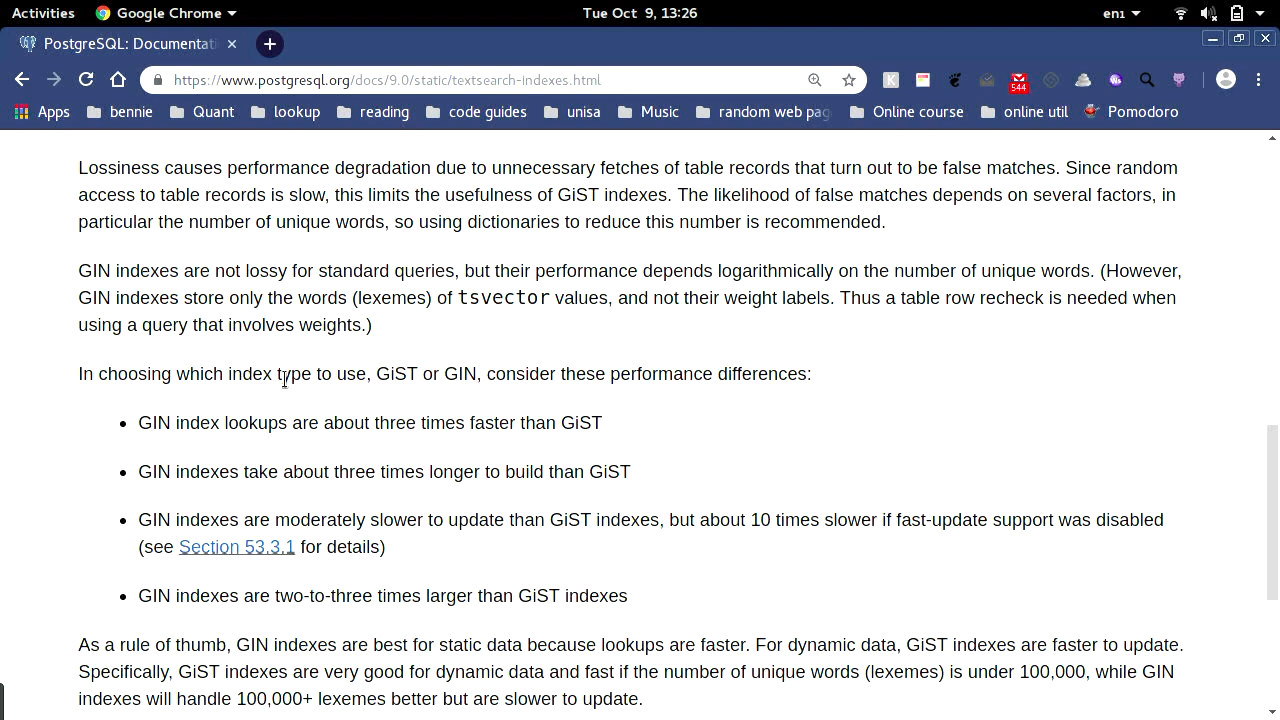 Activities Google Chrome Tue Oct 9, 13:26 en1
PostgreSQL: Documentati
https://www.postgresql.org/docs/9.0/static/textsearch-indexes.html 544
Apps bennie Quant lookup reading code guides unisa Music random web pag Online course online util Pomodoro
Lossiness causes performance degradation due to unnecessary fetches of table records that turn out to be false matches. Since random
access to table records is slow, this limits the usefulness of GiST indexes. The likelihood of false matches depends on several factors, in
particular the number of unique words, so using dictionaries to reduce this number is recommended.
GIN indexes are not lossy for standard queries, but their performance depends logarithmically on the number of unique words. (However,
GIN indexes store only the words (lexemes) of tsvector values, and not their weight labels. Thus a table row recheck is needed when
using a query that involves weights.)
In choosing which index type to use, GiST or GIN, consider these performance differences:
• GIN index lookups are about three times faster than GiST
• GIN indexes take about three times longer to build than GiST
• GIN indexes are moderately slower to update than GiST indexes, but about 10 times slower if fast-update support was disabled
(see Section 53.3.1 for details)
• GIN indexes are two-to-three times larger than GiST indexes
As a rule of thumb, GIN indexes are best for static data because lookups are faster. For dynamic data, GiST indexes are faster to update.
Specifically, GiST indexes are very good for dynamic data and fast if the number of unique words (lexemes) is under 100,000, while GIN
indexes will handle 100,000+ lexemes better but are slower to update.